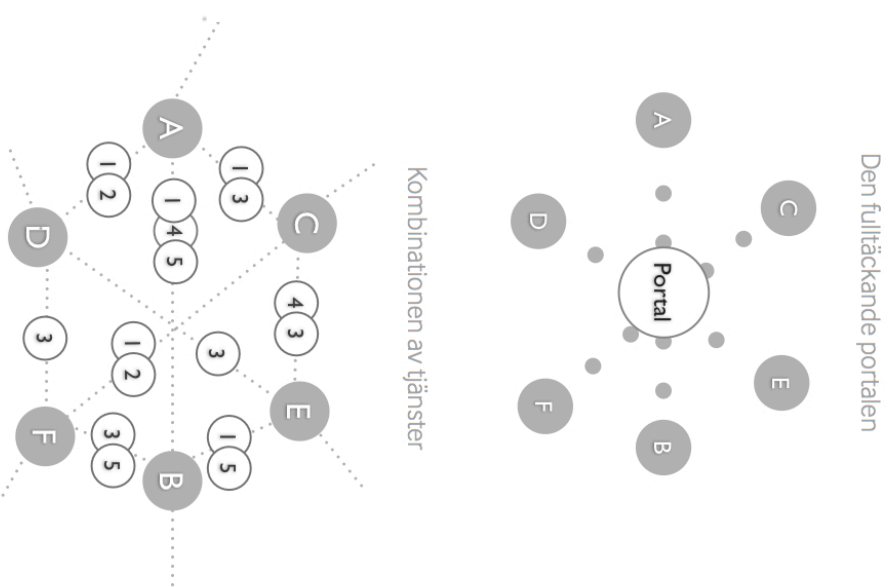 Den fulltäckande portalen
C E
A Portal B
D F
Kombinationen av tjänster
C 4 3 E
1 3 3 1 5
A 1 4 5 B
1 2 1 2 3 5
D 3 F